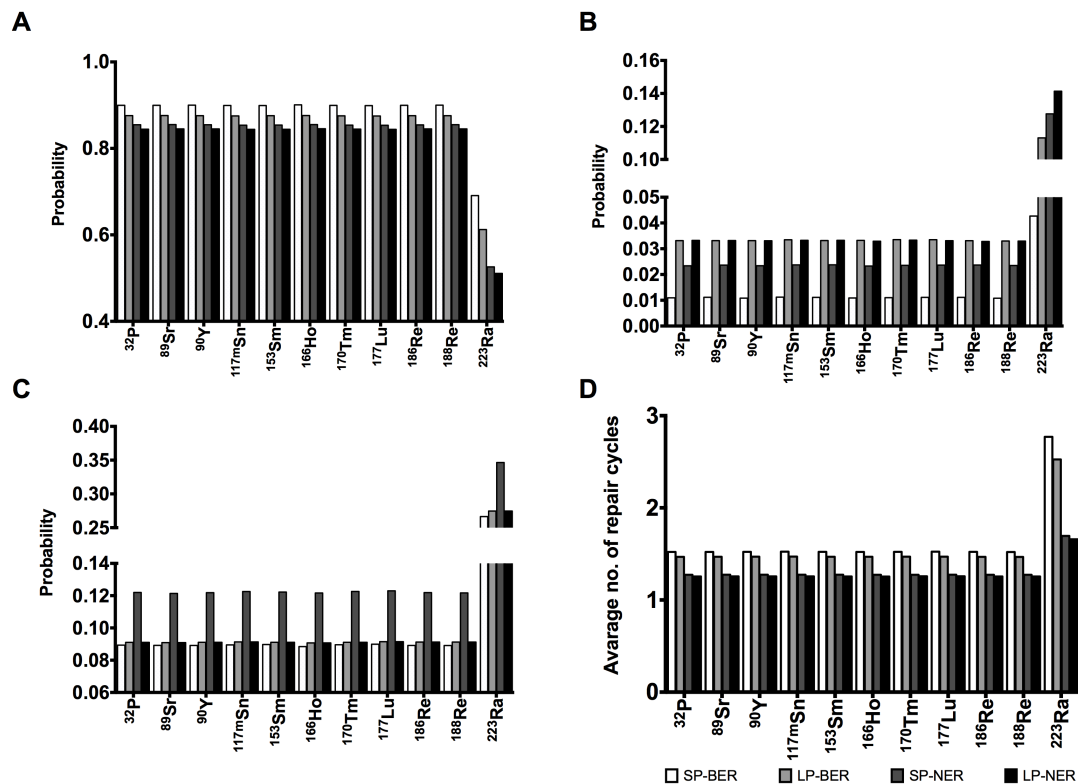 A
Probability
1.0
0.8
0.6
0.4
³²P
⁸⁹Sr
⁹⁰Y
¹¹⁷ᵐSn
¹⁵³Sm
¹⁶⁶Ho
¹⁷⁰Tm
¹⁷⁷Lu
¹⁸⁶Re
¹⁸⁸Re
²²³Ra
B
Probability
0.16
0.14
0.12
0.10
0.05
0.04
0.03
0.02
0.01
0.00
³²P
⁸⁹Sr
⁹⁰Y
¹¹⁷ᵐSn
¹⁵³Sm
¹⁶⁶Ho
¹⁷⁰Tm
¹⁷⁷Lu
¹⁸⁶Re
¹⁸⁸Re
²²³Ra
C
Probability
0.40
0.35
0.30
0.25
0.14
0.12
0.10
0.08
0.06
³²P
⁸⁹Sr
⁹⁰Y
¹¹⁷ᵐSn
¹⁵³Sm
¹⁶⁶Ho
¹⁷⁰Tm
¹⁷⁷Lu
¹⁸⁶Re
¹⁸⁸Re
²²³Ra
D
Avarage no. of repair cycles
3
2
1
0
³²P
⁸⁹Sr
⁹⁰Y
¹¹⁷ᵐSn
¹⁵³Sm
¹⁶⁶Ho
¹⁷⁰Tm
¹⁷⁷Lu
¹⁸⁶Re
¹⁸⁸Re
²²³Ra
SP-BER LP-BER SP-NER LP-NER